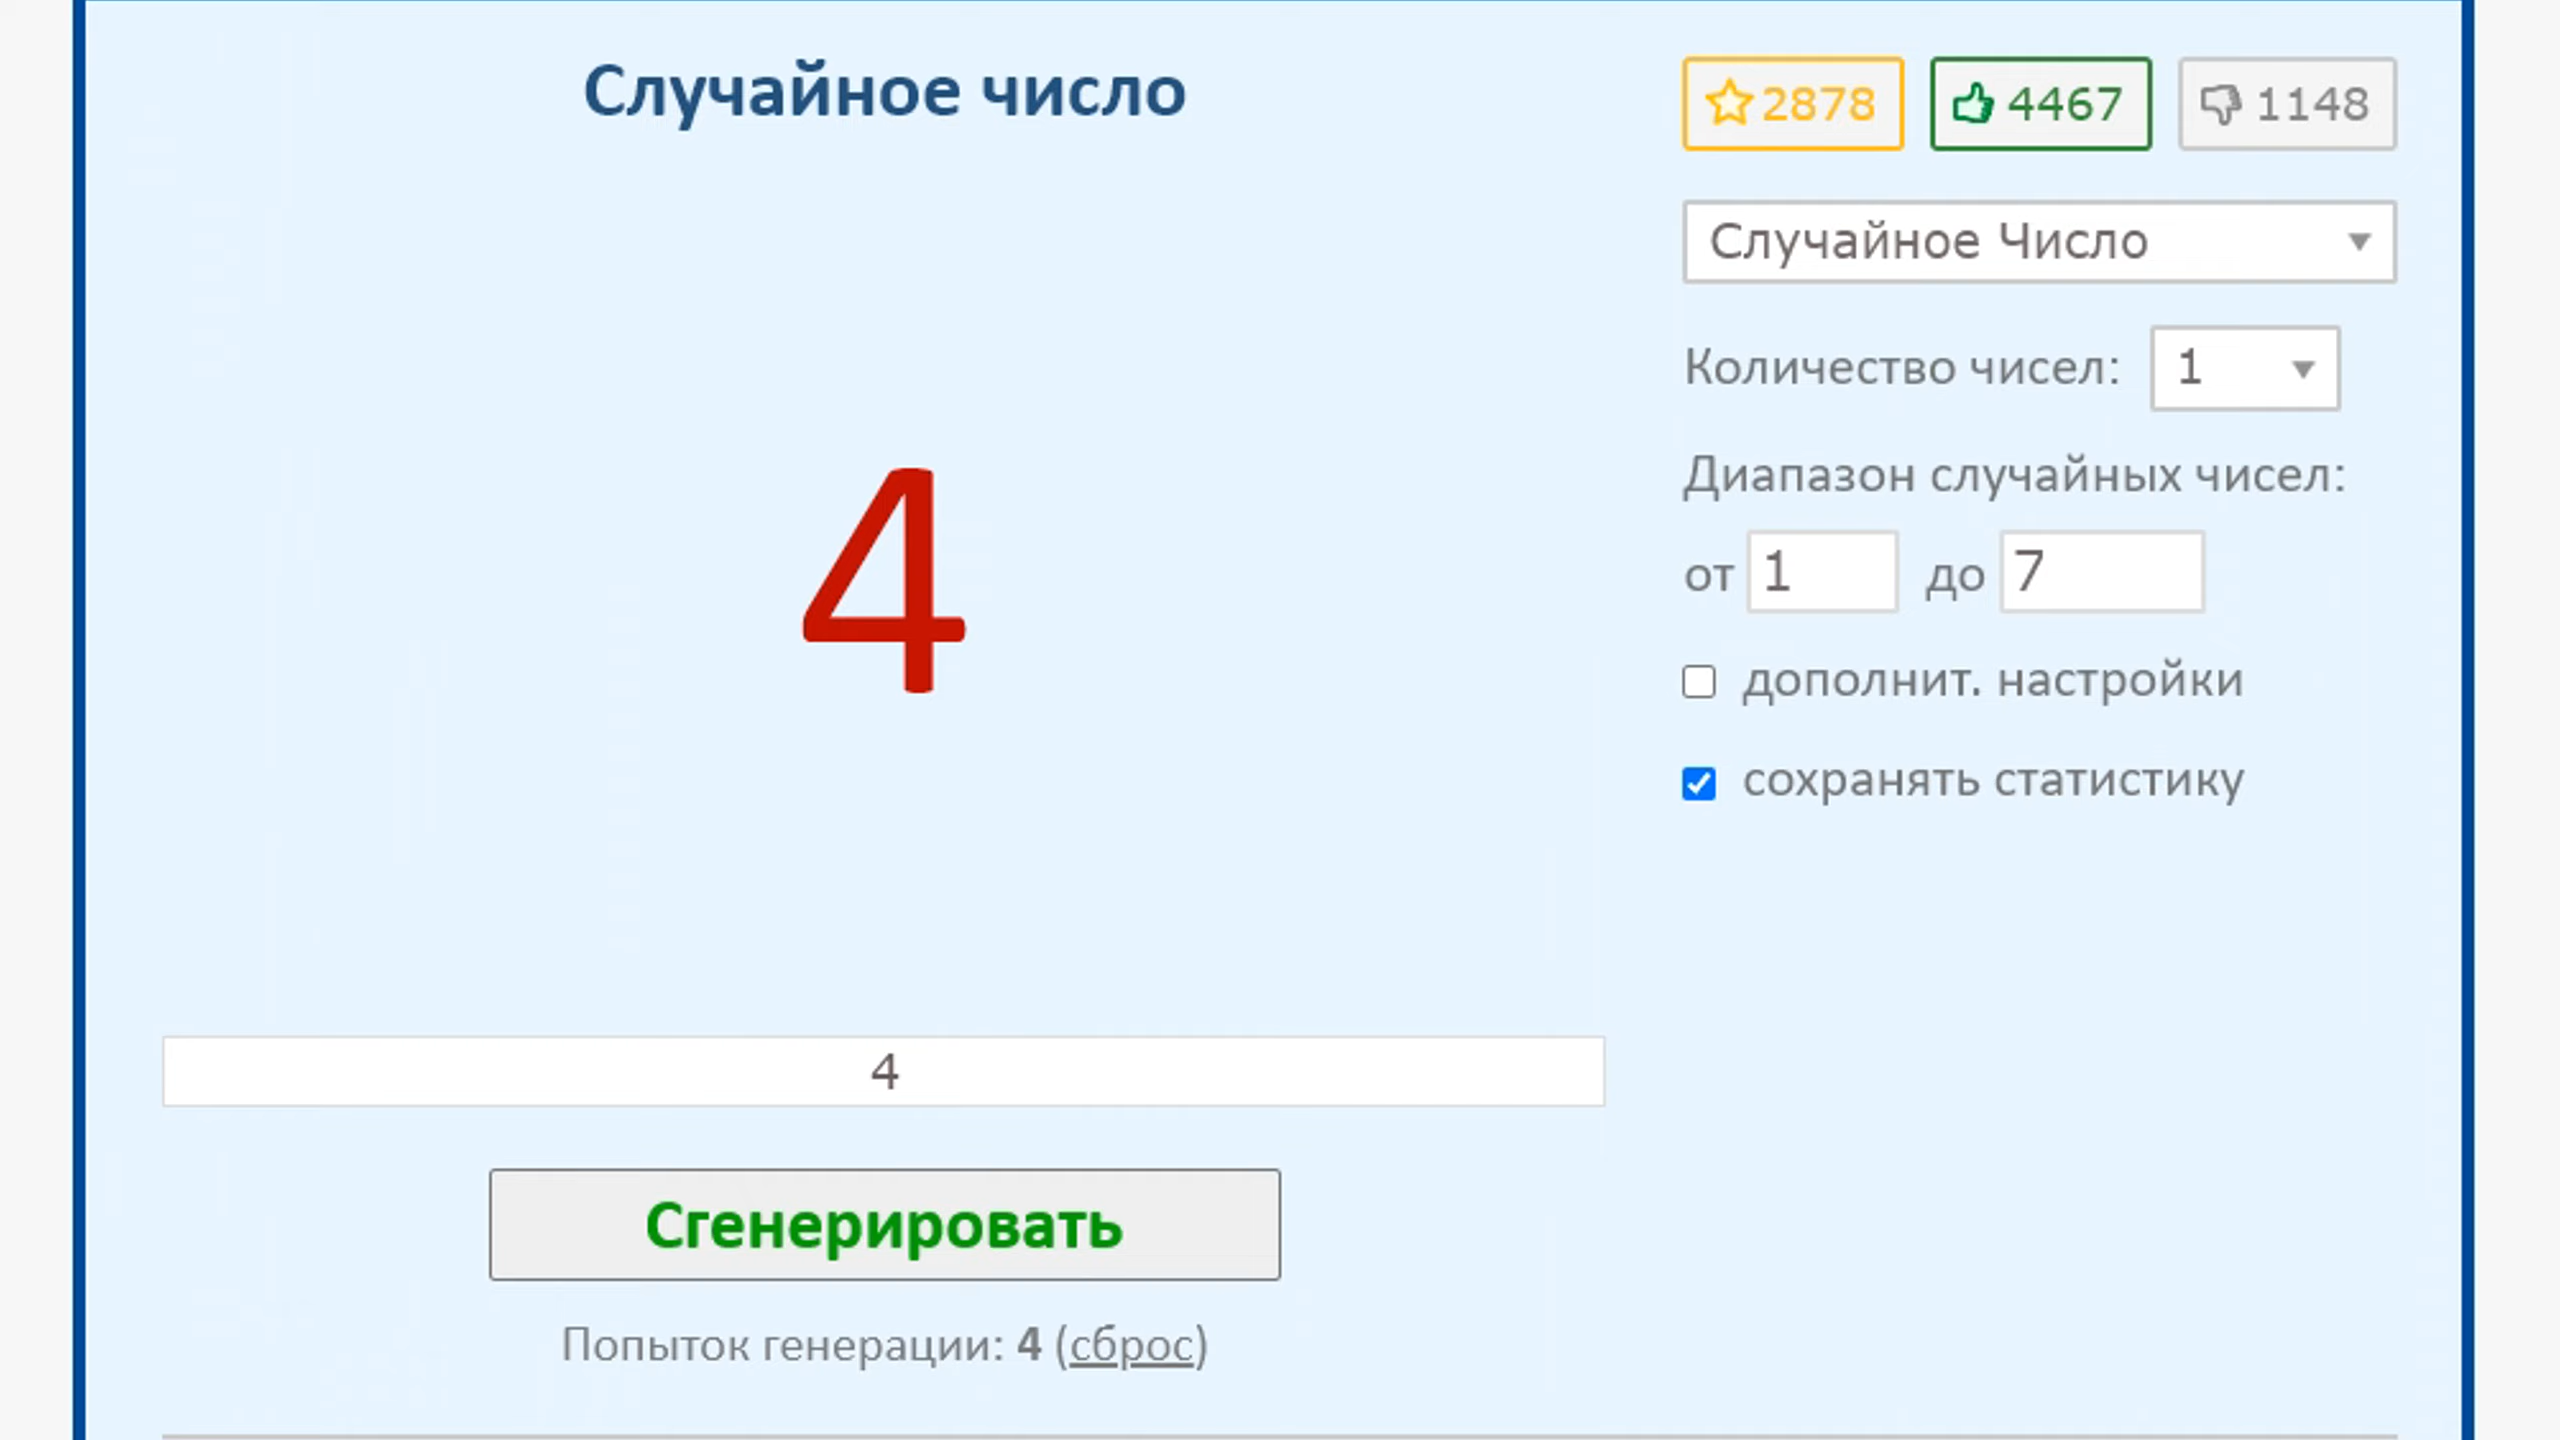 Случайное число
2878
4467
1148
Случайное Число
Количество чисел: 1
Диапазон случайных чисел:
от 1 до 7
дополнит. настройки
сохранять статистику
4
4
Сгенерировать
Попыток генерации: 4 (сброс)